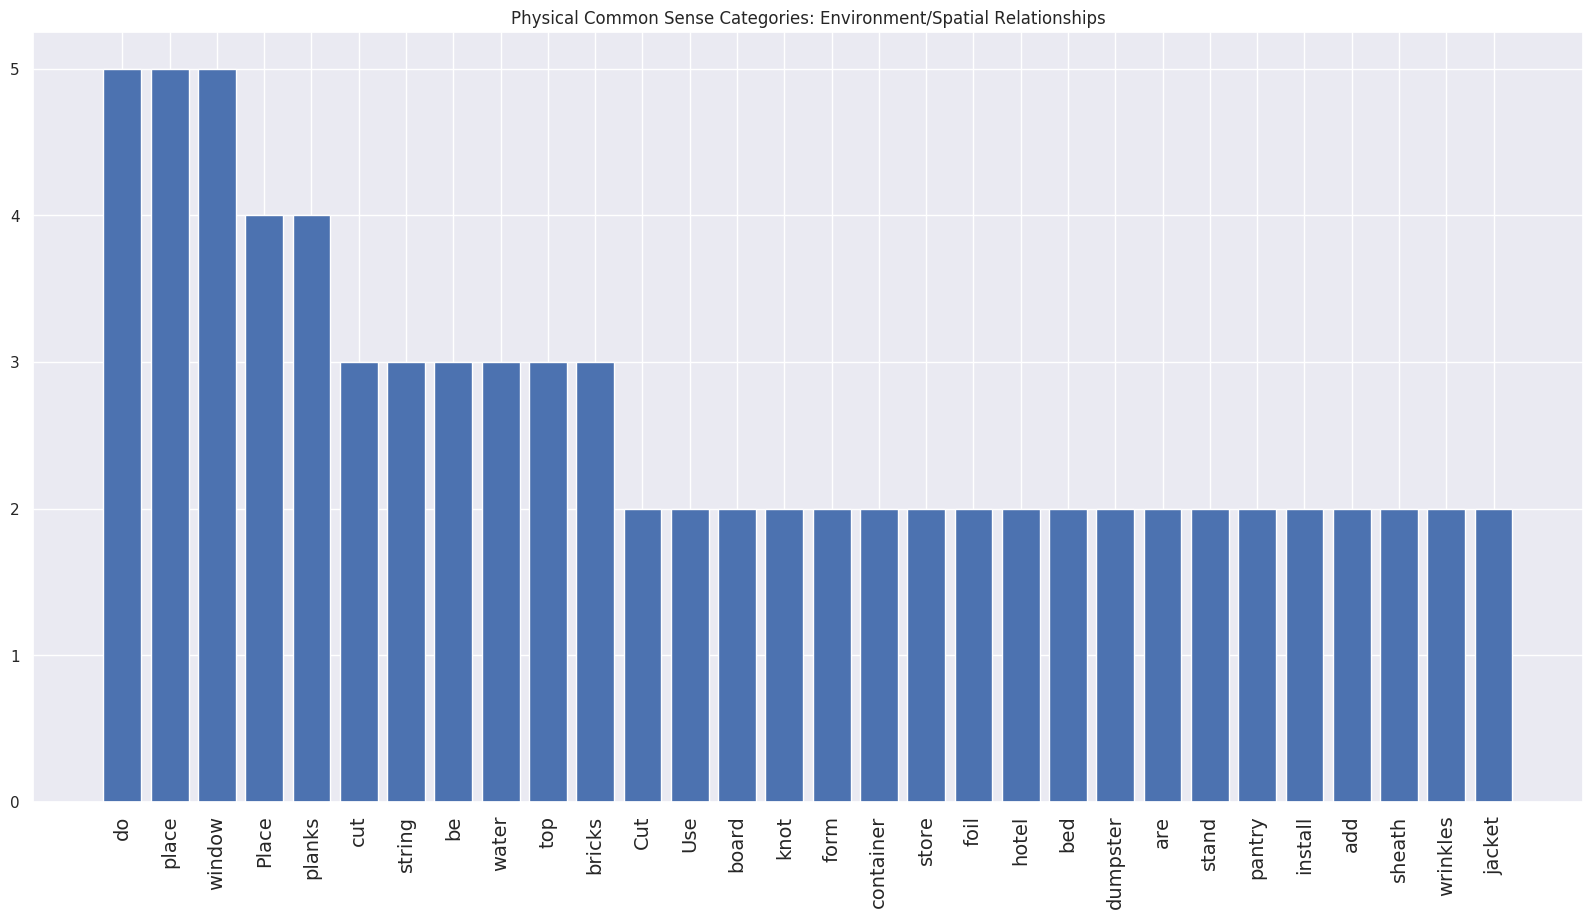 Physical Common Sense Categories: Environment/Spatial Relationships
5
4
3
2
1
0
do
place
window
Place
planks
cut
string
be
water
top
bricks
Cut
Use
board
knot
form
container
store
foil
hotel
bed
dumpster
are
stand
pantry
install
add
sheath
wrinkles
jacket